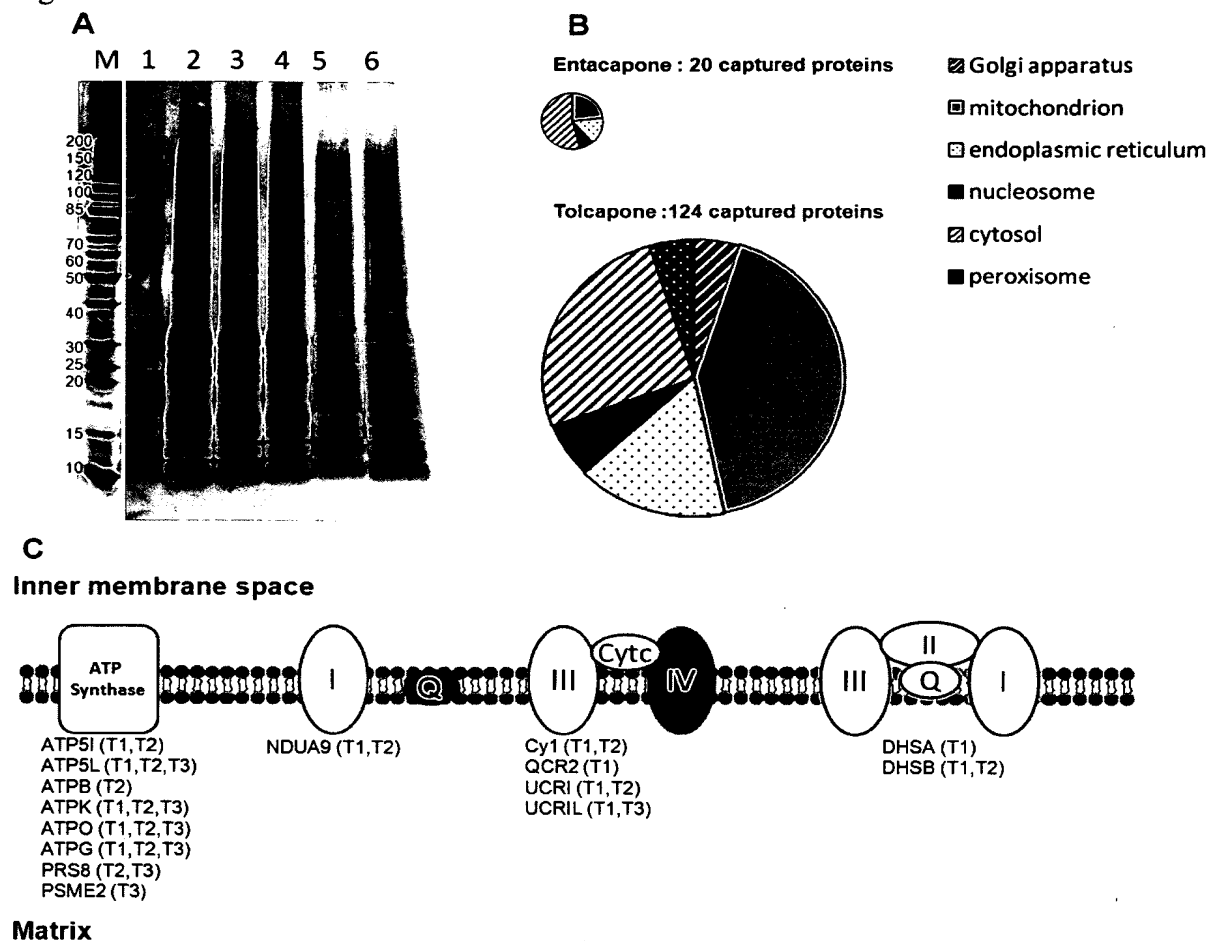 A
M 1 2 3 4 5 6
200
150
120
100
85
70
60
50
40
30
25
20
15
10
B
Entacapone : 20 captured proteins
Tolcapone :124 captured proteins
Golgi apparatus
mitochondrion
endoplasmic reticulum
nucleosome
cytosol
peroxisome
C
Inner membrane space
ATP
Synthase
I
Q
III
Cytc
IV
III
II
Q
I
ATP5I (T1,T2)
ATP5L (T1,T2,T3)
ATPB (T2)
ATPK (T1,T2,T3)
ATPO (T1,T2,T3)
ATPG (T1,T2,T3)
PRS8 (T2,T3)
PSME2 (T3)
NDUA9 (T1,T2)
Cy1 (T1,T2)
QCR2 (T1)
UCRI (T1,T2)
UCRIL (T1,T3)
DHSA (T1)
DHSB (T1,T2)
Matrix